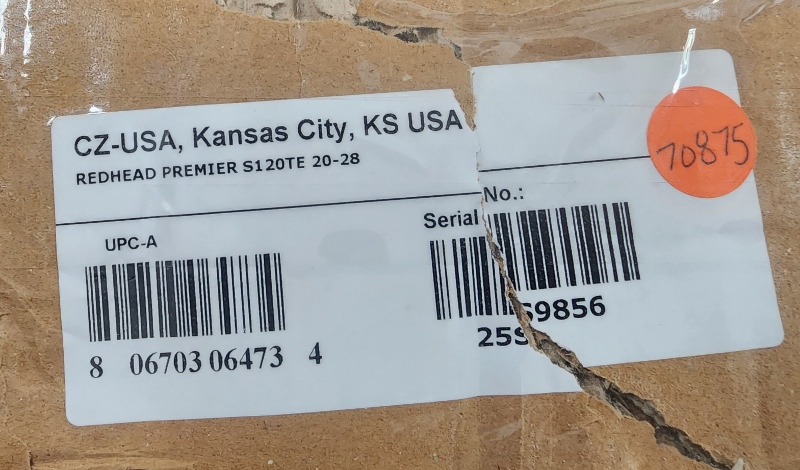 CZ-USA, Kansas City, KS USA
REDHEAD PREMIER S120TE 20-28
70875
UPC-A
Serial No.:
8 06703 06473 4